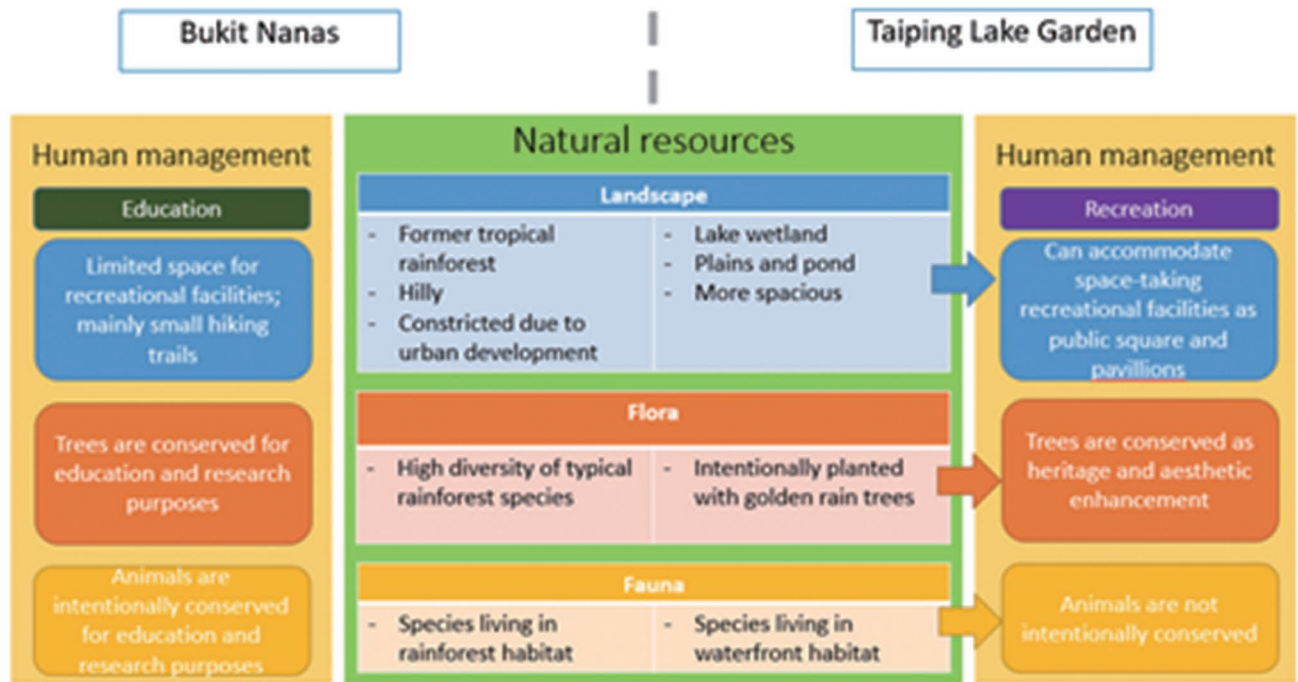 Bukit Nanas
Taiping Lake Garden
Human management
Education
Limited space for
recreational facilities;
mainly small hiking
trails
Trees are conserved for
education and research
purposes
Animals are
intentionally conserved
for education and
research purposes
Natural resources
Landscape
- Former tropical
rainforest
- Hilly
- Constricted due to
urban development
- Lake wetland
- Plains and pond
- More spacious
Flora
- High diversity of typical
rainforest species
- Intentionally planted
with golden rain trees
Fauna
- Species living in
rainforest habitat
- Species living in
waterfront habitat
Human management
Recreation
Can accommodate
space-taking
recreational facilities as
public square and
pavillions
Trees are conserved as
heritage and aesthetic
enhancement
Animals are not
intentionally conserved